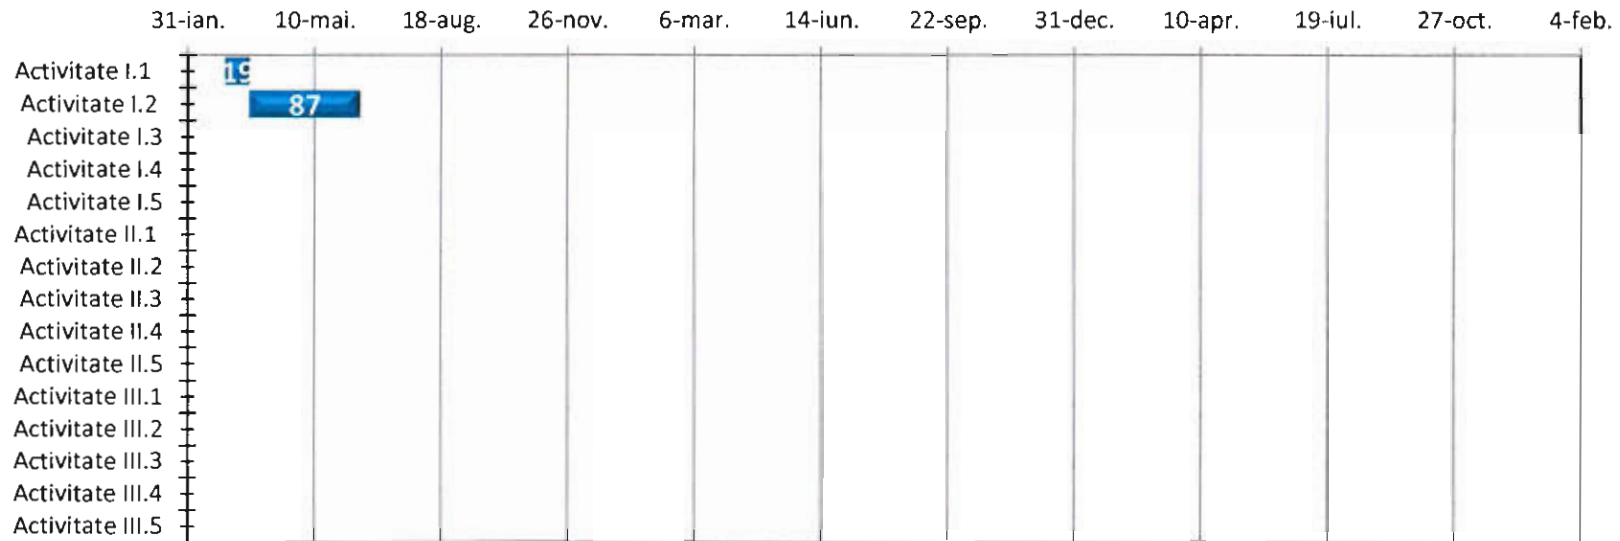 31-ian. 10-mai. 18-aug. 26-nov. 6-mar. 14-iun. 22-sep. 31-dec. 10-apr. 19-iul. 27-oct. 4-feb.
Activitate I.1 19
Activitate I.2 87
Activitate I.3
Activitate I.4
Activitate I.5
Activitate II.1
Activitate II.2
Activitate II.3
Activitate II.4
Activitate II.5
Activitate III.1
Activitate III.2
Activitate III.3
Activitate III.4
Activitate III.5